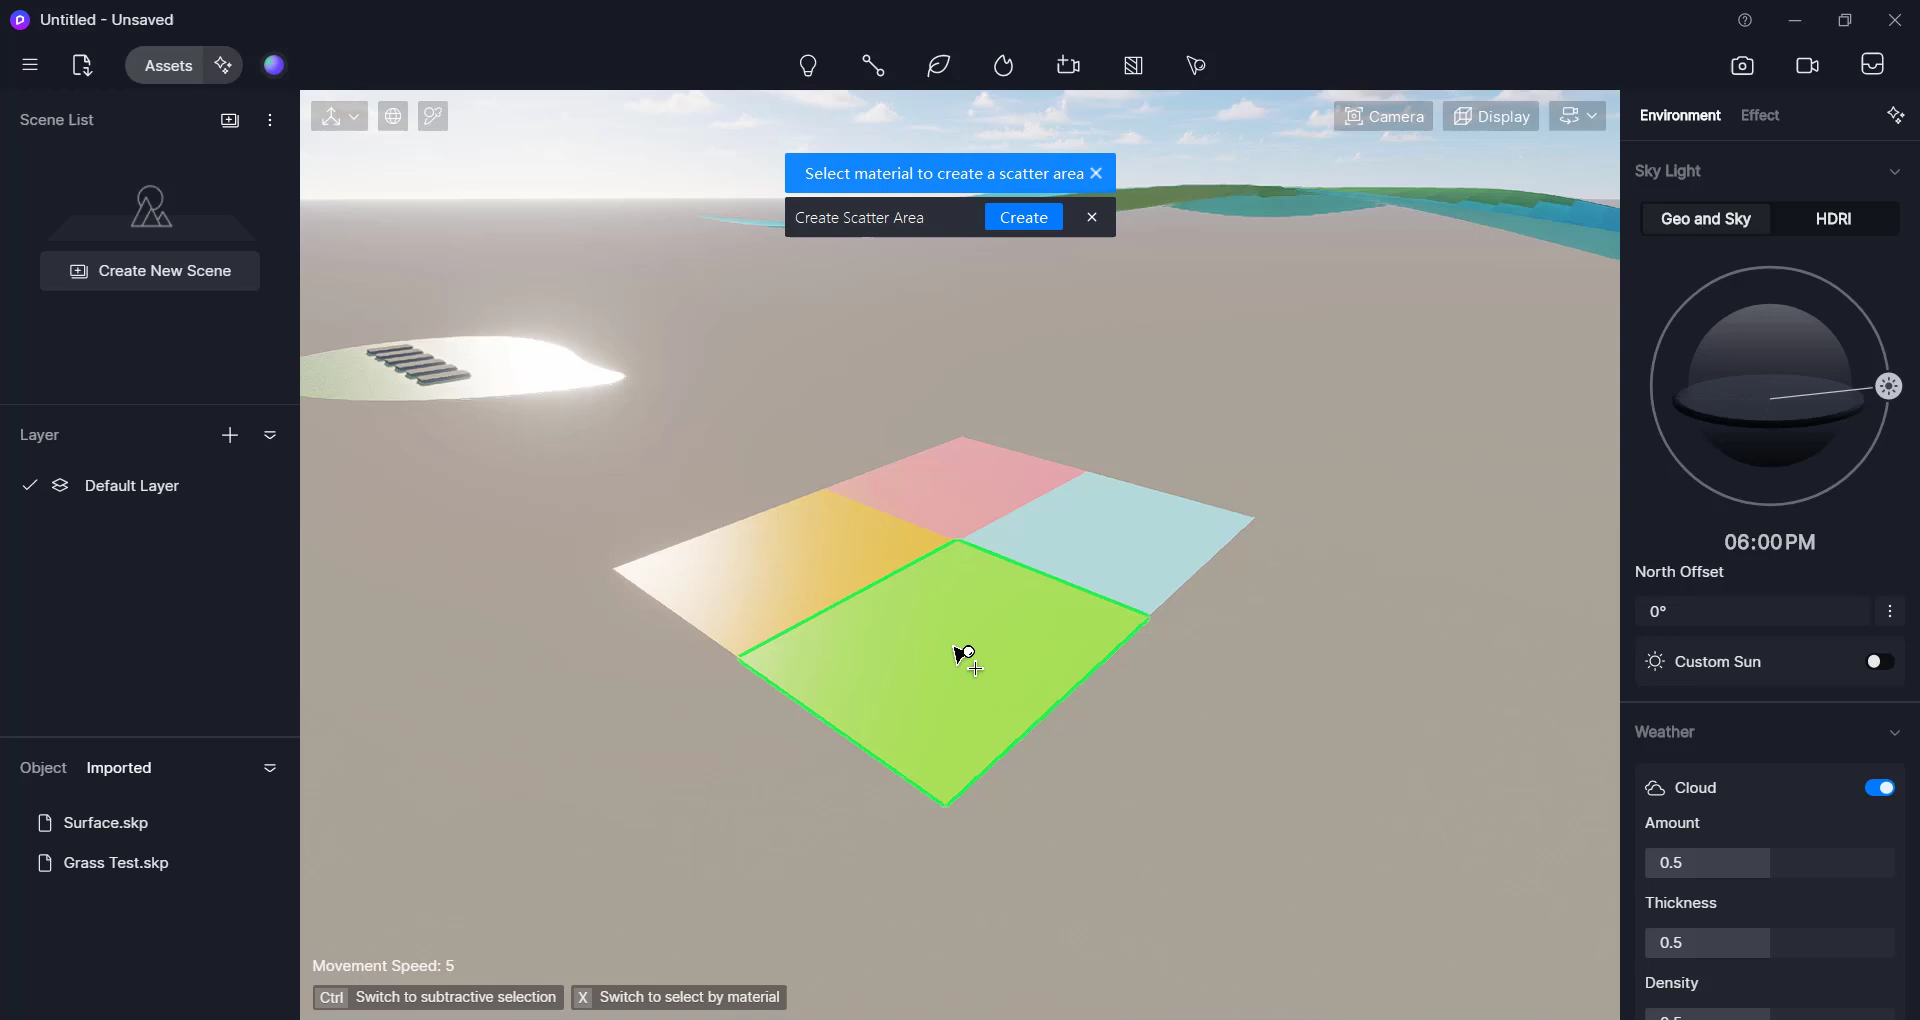 Untitled - Unsaved
Assets
Scene List
Create New Scene
Layer
Default Layer
Object Imported
Surface.skp
Grass Test.skp
Camera
Display
Select material to create a scatter area
Create Scatter Area
Create
Movement Speed: 5
Ctrl Switch to subtractive selection
X Switch to select by material
Environment Effect
Sky Light
Geo and Sky
HDRI
06:00PM
North Offset
0°
Custom Sun
Weather
Cloud
Amount
0.5
Thickness
0.5
Density
0.5